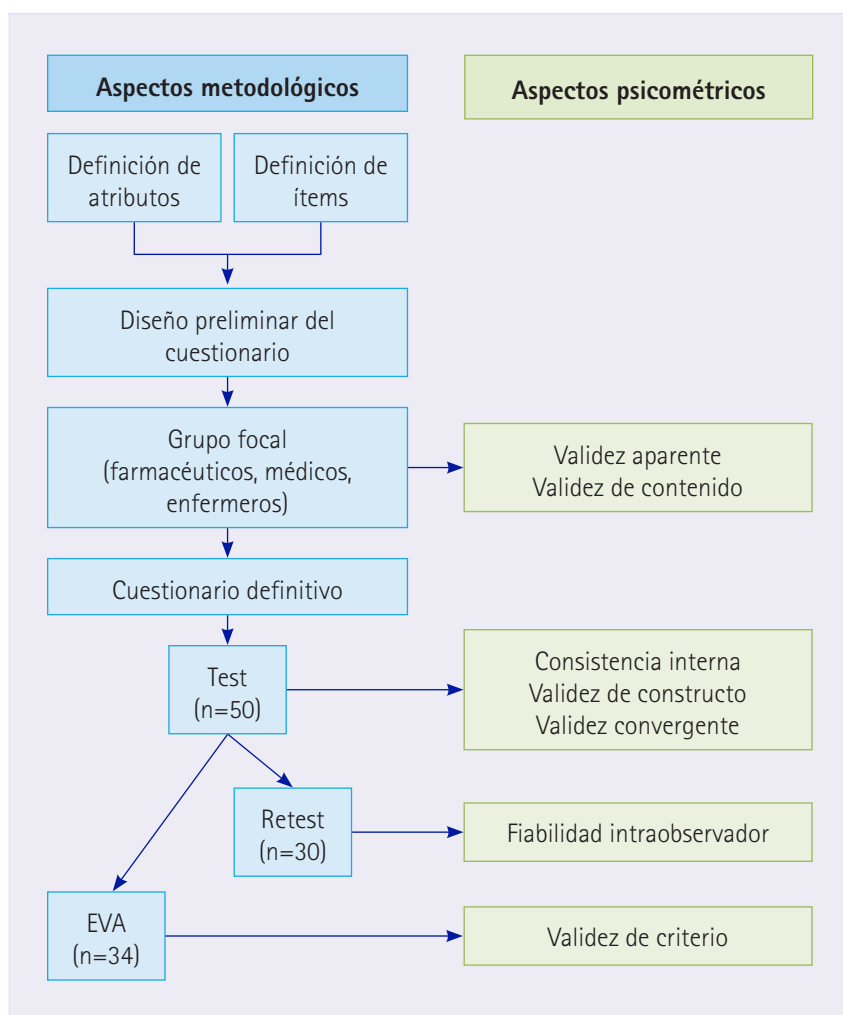 Aspectos metodológicos
Aspectos psicométricos
Definición de
atributos
Definición de
ítems
Diseño preliminar del
cuestionario
Grupo focal
(farmacéuticos, médicos,
enfermeros)
Validez aparente
Validez de contenido
Cuestionario definitivo
Test
(n=50)
Consistencia interna
Validez de constructo
Validez convergente
Retest
(n=30)
Fiabilidad intraobservador
EVA
(n=34)
Validez de criterio